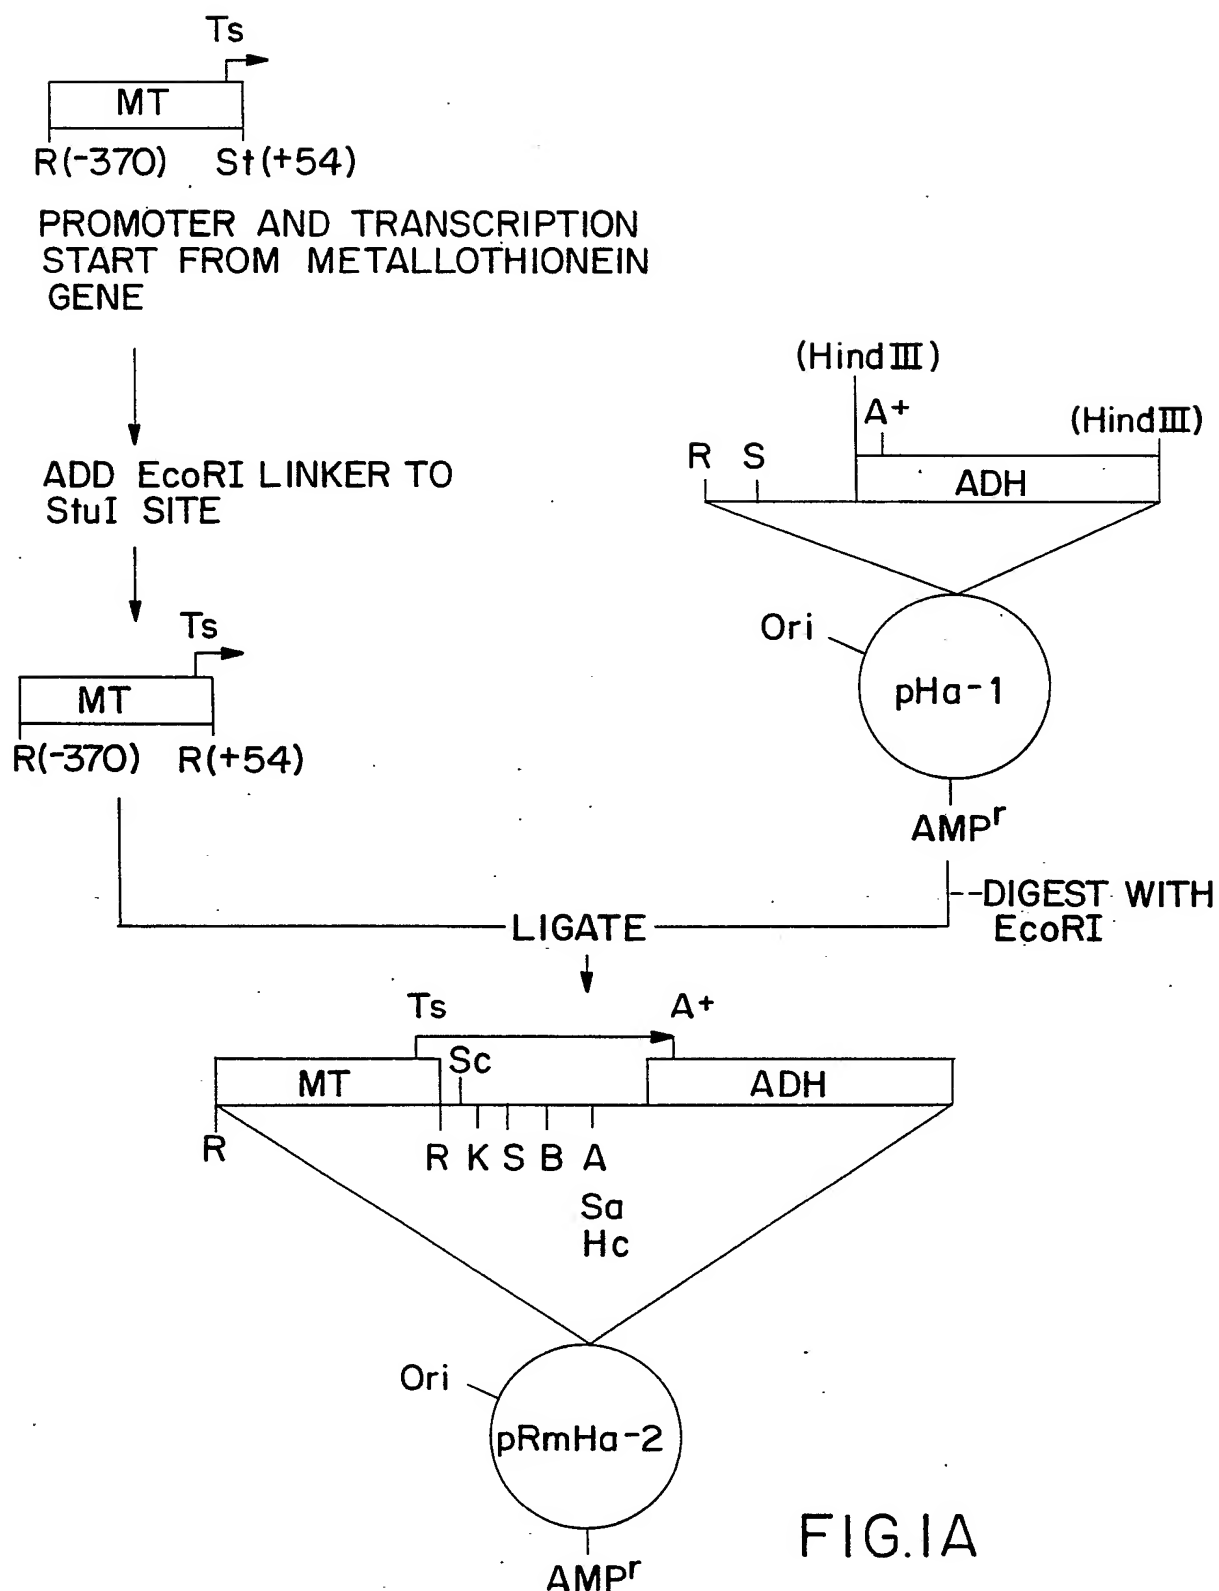 Ts
MT
R(-370) St(+54)
PROMOTER AND TRANSCRIPTION
START FROM METALLOTHIONEIN
GENE
ADD EcoRI LINKER TO
StuI SITE
Ts
MT
R(-370) R(+54)
(HindIII)
A+
(HindIII)
R S
ADH
Ori
pHa-1
AMPr
--DIGEST WITH
EcoRI
LIGATE
Ts A+
Sc
MT ADH
R
R K S B A
Sa
Hc
Ori
pRmHa-2
AMPr
FIG.1A